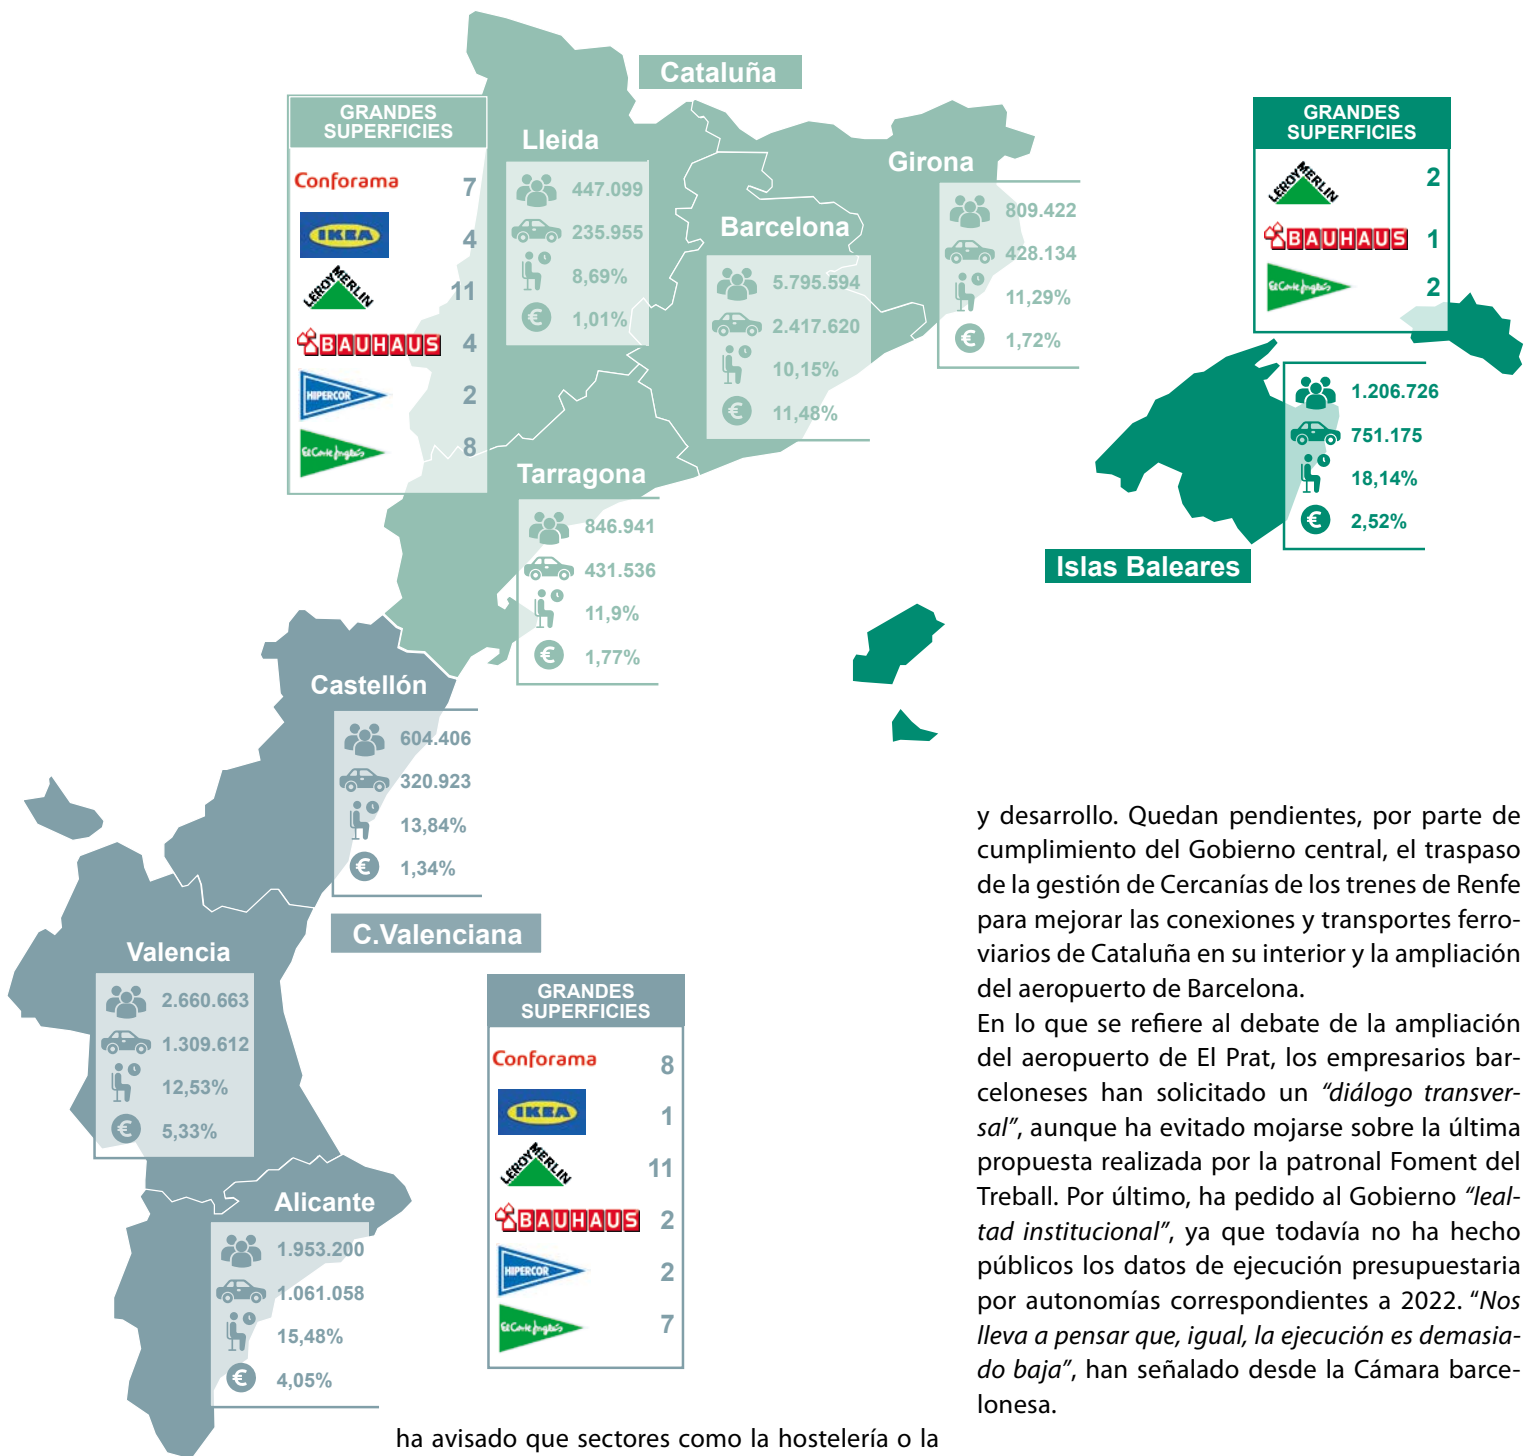 Cataluña
GRANDES
SUPERFICIES
Conforama 7
IKEA 4
LEROY MERLIN 11
BAUHAUS 4
HIPERCOR 2
El Corte Inglés 8
Lleida
447.099
235.955
8,69%
€ 1,01%
Barcelona
5.795.594
2.417.620
10,15%
€ 11,48%
Girona
809.422
428.134
11,29%
€ 1,72%
Tarragona
846.941
431.536
11,9%
€ 1,77%
GRANDES
SUPERFICIES
LEROY MERLIN 2
BAUHAUS 1
El Corte Inglés 2
1.206.726
751.175
18,14%
€ 2,52%
Islas Baleares
Castellón
604.406
320.923
13,84%
€ 1,34%
C.Valenciana
Valencia
2.660.663
1.309.612
12,53%
€ 5,33%
Alicante
1.953.200
1.061.058
15,48%
€ 4,05%
GRANDES
SUPERFICIES
Conforama 8
IKEA 1
LEROY MERLIN 11
BAUHAUS 2
HIPERCOR 2
El Corte Inglés 7
ha avisado que sectores como la hostelería o la
y desarrollo. Quedan pendientes, por parte de
cumplimiento del Gobierno central, el traspaso
de la gestión de Cercanías de los trenes de Renfe
para mejorar las conexiones y transportes ferro-
viarios de Cataluña en su interior y la ampliación
del aeropuerto de Barcelona.
En lo que se refiere al debate de la ampliación
del aeropuerto de El Prat, los empresarios bar-
celoneses han solicitado un “diálogo transver-
sal”, aunque ha evitado mojarse sobre la última
propuesta realizada por la patronal Foment del
Treball. Por último, ha pedido al Gobierno “leal-
tad institucional”, ya que todavía no ha hecho
públicos los datos de ejecución presupuestaria
por autonomías correspondientes a 2022. “Nos
lleva a pensar que, igual, la ejecución es demasia-
do baja”, han señalado desde la Cámara barce-
lonesa.